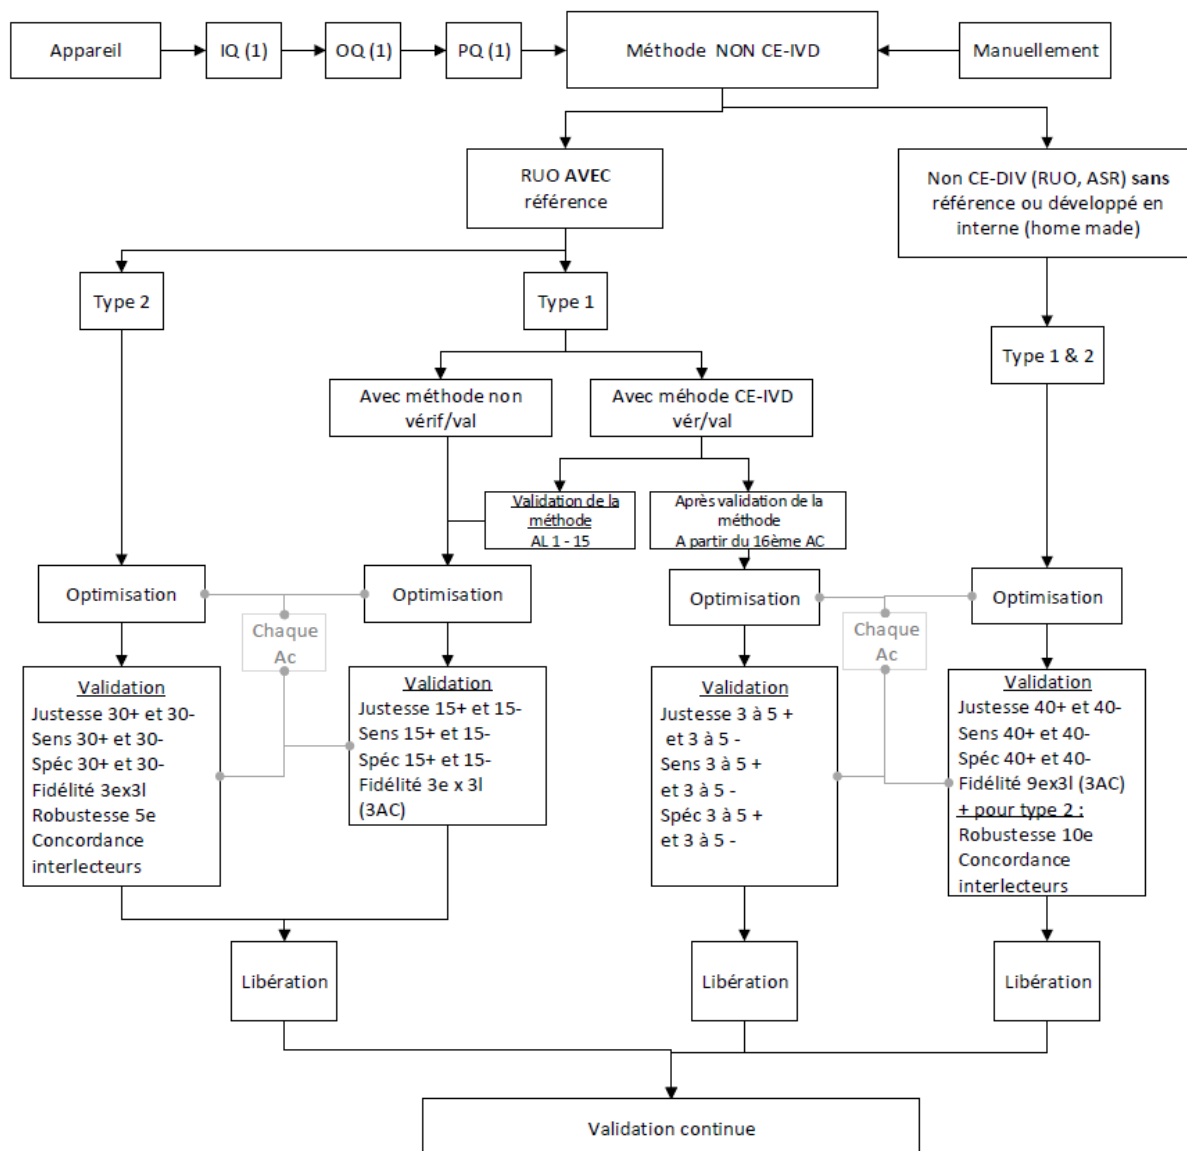 Appareil
IQ (1)
OQ (1)
PQ (1)
Méthode NON CE-IVD
Manuellement
RUO AVEC
référence
Non CE-DIV (RUO, ASR) sans
référence ou développé en
interne (home made)
Type 2
Type 1
Type 1 & 2
Avec méthode non
vérif/val
Avec méhode CE-IVD
vér/val
Validation de la
méthode
AL 1 - 15
Après validation de la
méthode
A partir du 16ème AC
Optimisation
Optimisation
Optimisation
Optimisation
Chaque
Ac
Chaque
Ac
Validation
Justesse 30+ et 30-
Sens 30+ et 30-
Spéc 30+ et 30-
Fidélité 3ex3l
Robustesse 5e
Concordance
interlecteurs
Validation
Justesse 15+ et 15-
Sens 15+ et 15-
Spéc 15+ et 15-
Fidélité 3e x 3l
(3AC)
Validation
Justesse 3 à 5 +
et 3 à 5 -
Sens 3 à 5 +
et 3 à 5 -
Spéc 3 à 5 +
et 3 à 5 -
Validation
Justesse 40+ et 40-
Sens 40+ et 40-
Spéc 40+ et 40-
Fidélité 9ex3l (3AC)
+ pour type 2 :
Robustesse 10e
Concordance
interlecteurs
Libération
Libération
Libération
Validation continue